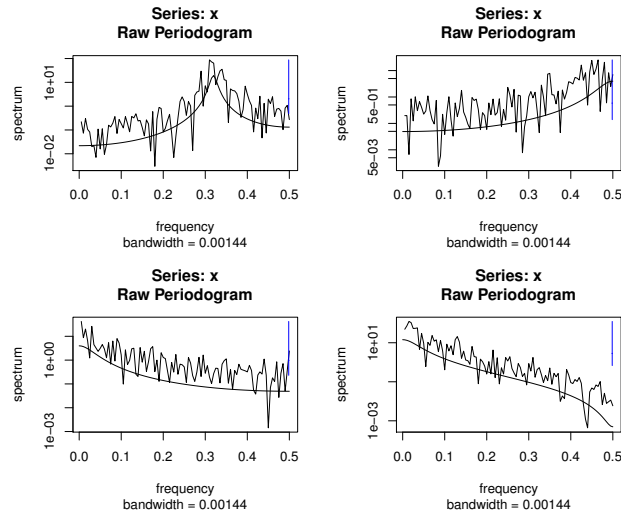 Series: x
Raw Periodogram
spectrum
1e+01
1e-02
0.0 0.1 0.2 0.3 0.4 0.5
frequency
bandwidth = 0.00144
Series: x
Raw Periodogram
spectrum
5e-01
5e-03
0.0 0.1 0.2 0.3 0.4 0.5
frequency
bandwidth = 0.00144
Series: x
Raw Periodogram
spectrum
1e+00
1e-03
0.0 0.1 0.2 0.3 0.4 0.5
frequency
bandwidth = 0.00144
Series: x
Raw Periodogram
spectrum
1e+01
1e-03
0.0 0.1 0.2 0.3 0.4 0.5
frequency
bandwidth = 0.00144